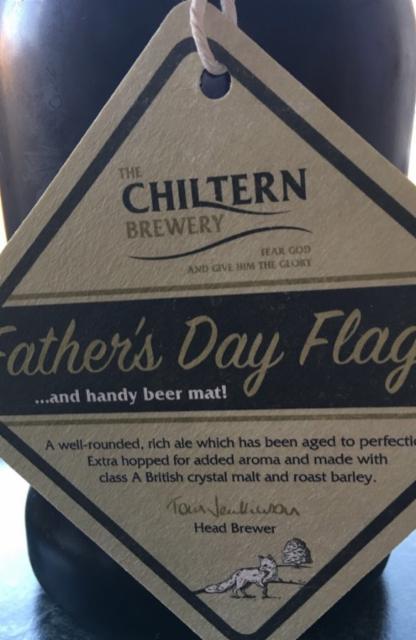 THE
CHILTERN
BREWERY
FEAR GOD
AND GIVE HIM THE GLORY
Father's Day Flag
...and handy beer mat!
A well-rounded, rich ale which has been aged to perfectio
Extra hopped for added aroma and made with
class A British crystal malt and roast barley.
Tom Jenkinson
Head Brewer